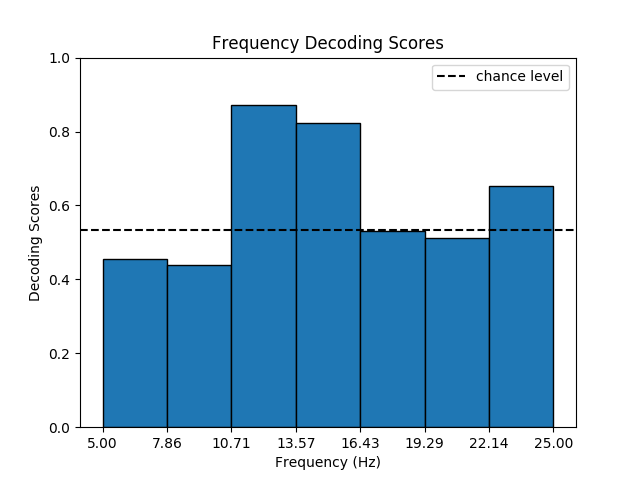 Frequency Decoding Scores
1.0
0.8
0.6
0.4
0.2
0.0
Decoding Scores
chance level
5.00 7.86 10.71 13.57 16.43 19.29 22.14 25.00
Frequency (Hz)